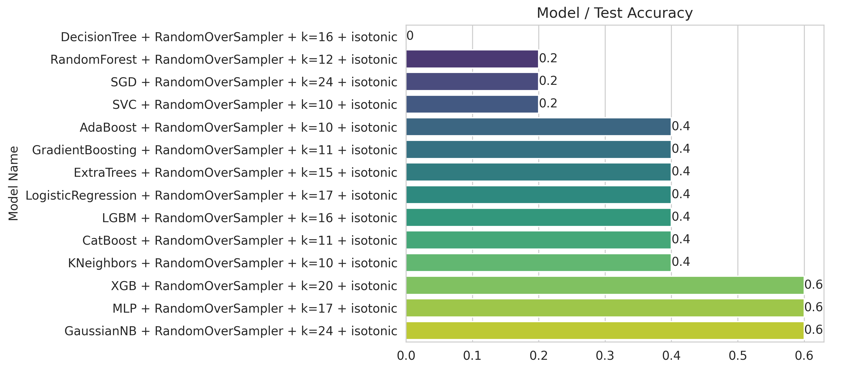 Model / Test Accuracy
Model Name
DecisionTree + RandomOverSampler + k=16 + isotonic 0
RandomForest + RandomOverSampler + k=12 + isotonic 0.2
SGD + RandomOverSampler + k=24 + isotonic 0.2
SVC + RandomOverSampler + k=10 + isotonic 0.2
AdaBoost + RandomOverSampler + k=10 + isotonic 0.4
GradientBoosting + RandomOverSampler + k=11 + isotonic 0.4
ExtraTrees + RandomOverSampler + k=15 + isotonic 0.4
LogisticRegression + RandomOverSampler + k=17 + isotonic 0.4
LGBM + RandomOverSampler + k=16 + isotonic 0.4
CatBoost + RandomOverSampler + k=11 + isotonic 0.4
KNeighbors + RandomOverSampler + k=10 + isotonic 0.4
XGB + RandomOverSampler + k=20 + isotonic 0.6
MLP + RandomOverSampler + k=17 + isotonic 0.6
GaussianNB + RandomOverSampler + k=24 + isotonic 0.6
0.0 0.1 0.2 0.3 0.4 0.5 0.6